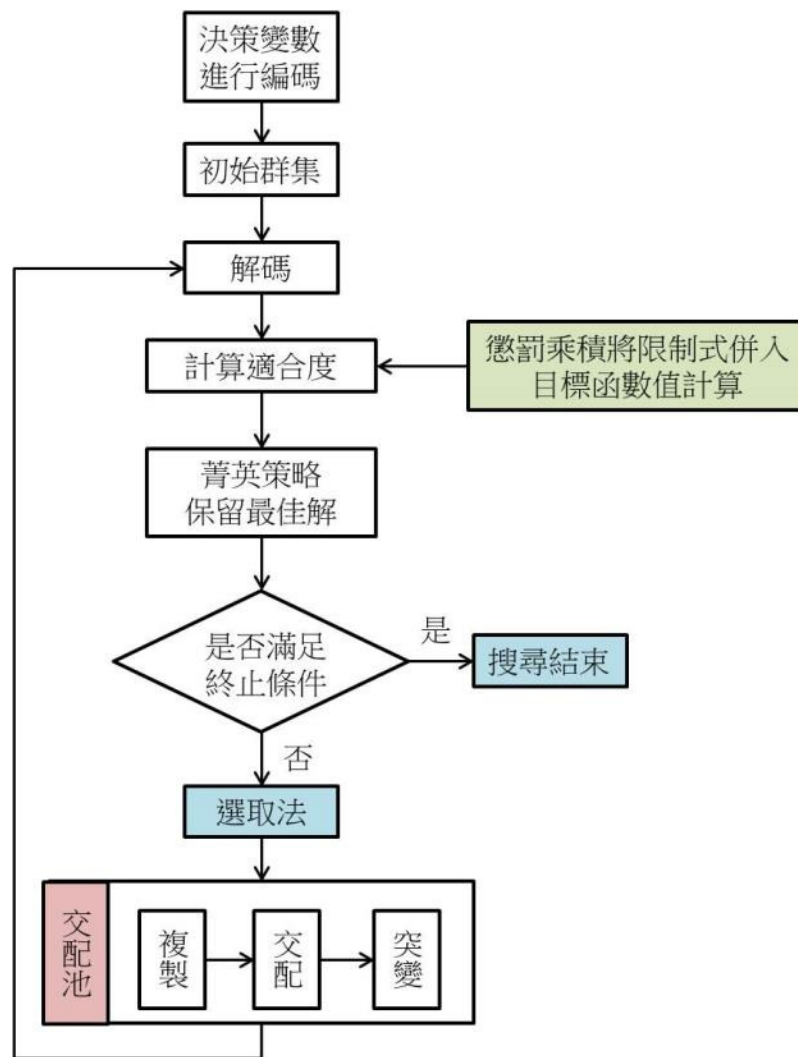 決策變數
進行編碼
初始群集
解碼
計算適合度
懲罰乘積將限制式併入
目標函數值計算
菁英策略
保留最佳解
是否滿足
終止條件
是
搜尋結束
否
選取法
交配池
複製
交配
突變